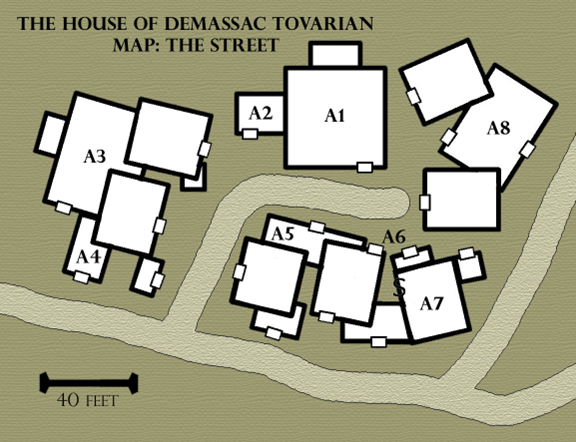 THE HOUSE OF DEMASSAC TOVARIAN
MAP: THE STREET
A1
A2
A3
A8
A4
A5
A6
S
A7
40 FEET